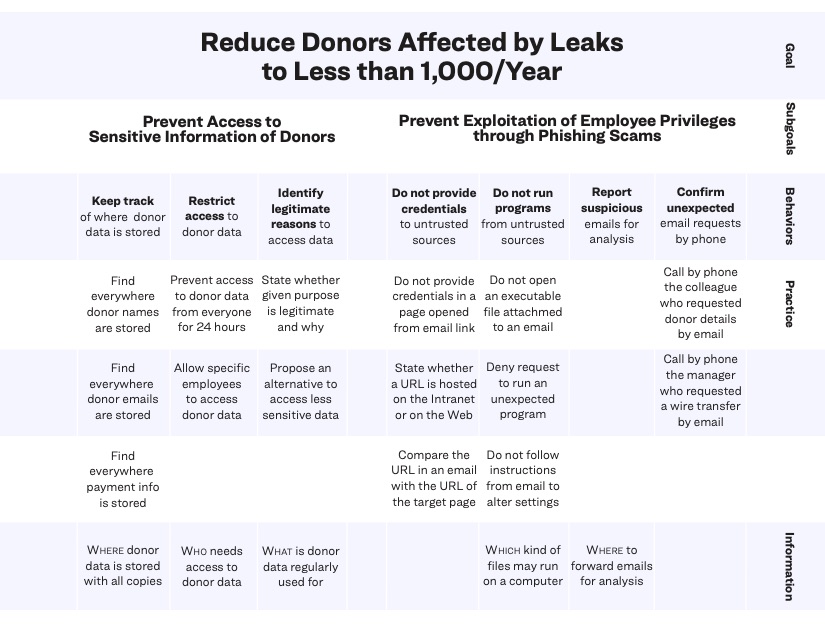 Reduce Donors Affected by Leaks
to Less than 1,000/Year
Goal
Prevent Access to
Sensitive Information of Donors
Prevent Exploitation of Employee Privileges
through Phishing Scams
Subgoals
Keep track
of where donor
data is stored
Restrict
access to
donor data
Identify
legitimate
reasons to
access data
Do not provide
credentials
to untrusted
sources
Do not run
programs
from untrusted
sources
Report
suspicious
emails for
analysis
Confirm
unexpected
email requests
by phone
Behaviors
Find
everywhere
donor names
are stored
Prevent access
to donor data
from everyone
for 24 hours
State whether
given purpose
is legitimate
and why
Do not provide
credentials in a
page opened
from email link
Do not open
an executable
file attachmed
to an email
Call by phone
the colleague
who requested
donor details
by email
Practice
Find
everywhere
donor emails
are stored
Allow specific
employees
to access
donor data
Propose an
alternative to
access less
sensitive data
State whether
a URL is hosted
on the Intranet
or on the Web
Deny request
to run an
unexpected
program
Call by phone
the manager
who requested
a wire transfer
by email
Find
everywhere
payment info
is stored
Compare the
URL in an email
with the URL of
the target page
Do not follow
instructions
from email to
alter settings
WHERE donor
data is stored
with all copies
WHO needs
access to
donor data
WHAT is donor
data regularly
used for
WHICH kind of
files may run
on a computer
WHERE to
forward emails
for analysis
Information